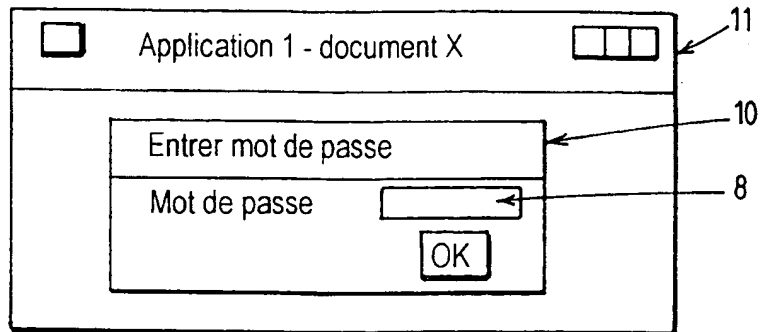 Application 1 - document X
11
Entrer mot de passe
10
Mot de passe
8
OK